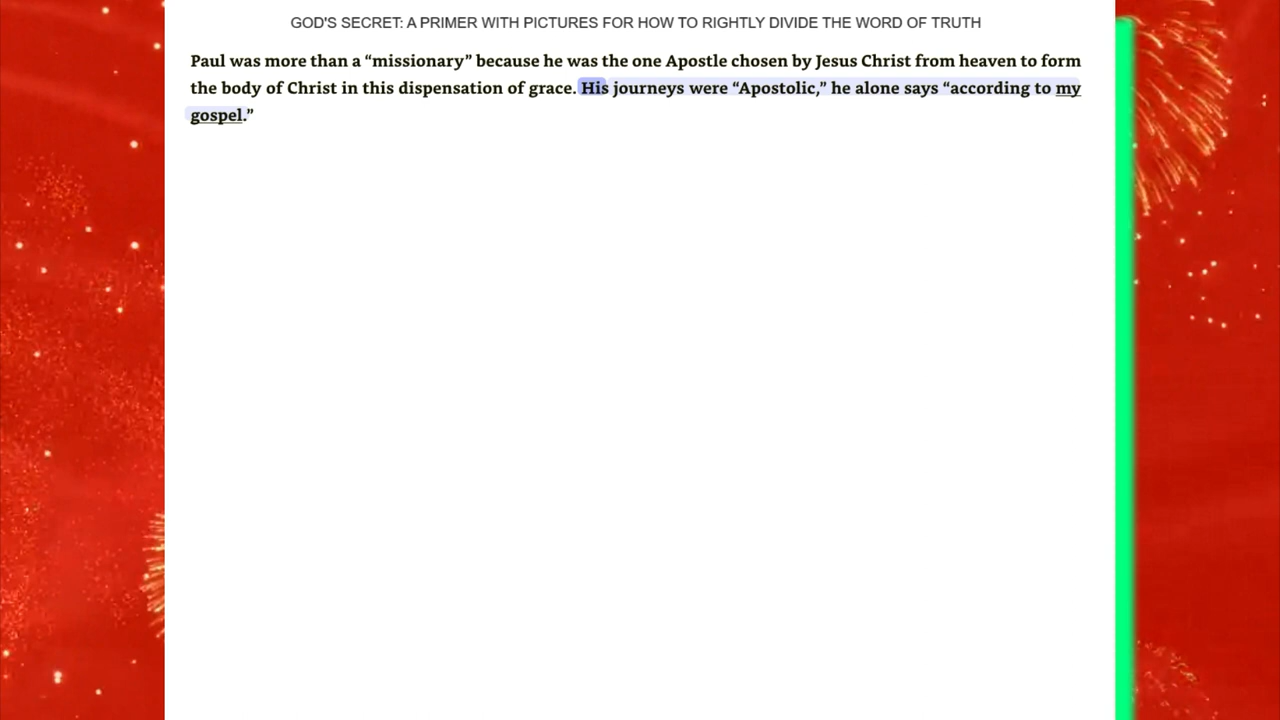 GOD'S SECRET: A PRIMER WITH PICTURES FOR HOW TO RIGHTLY DIVIDE THE WORD OF TRUTH
Paul was more than a “missionary” because he was the one Apostle chosen by Jesus Christ from heaven to form
the body of Christ in this dispensation of grace. His journeys were “Apostolic,” he alone says “according to my
gospel.”